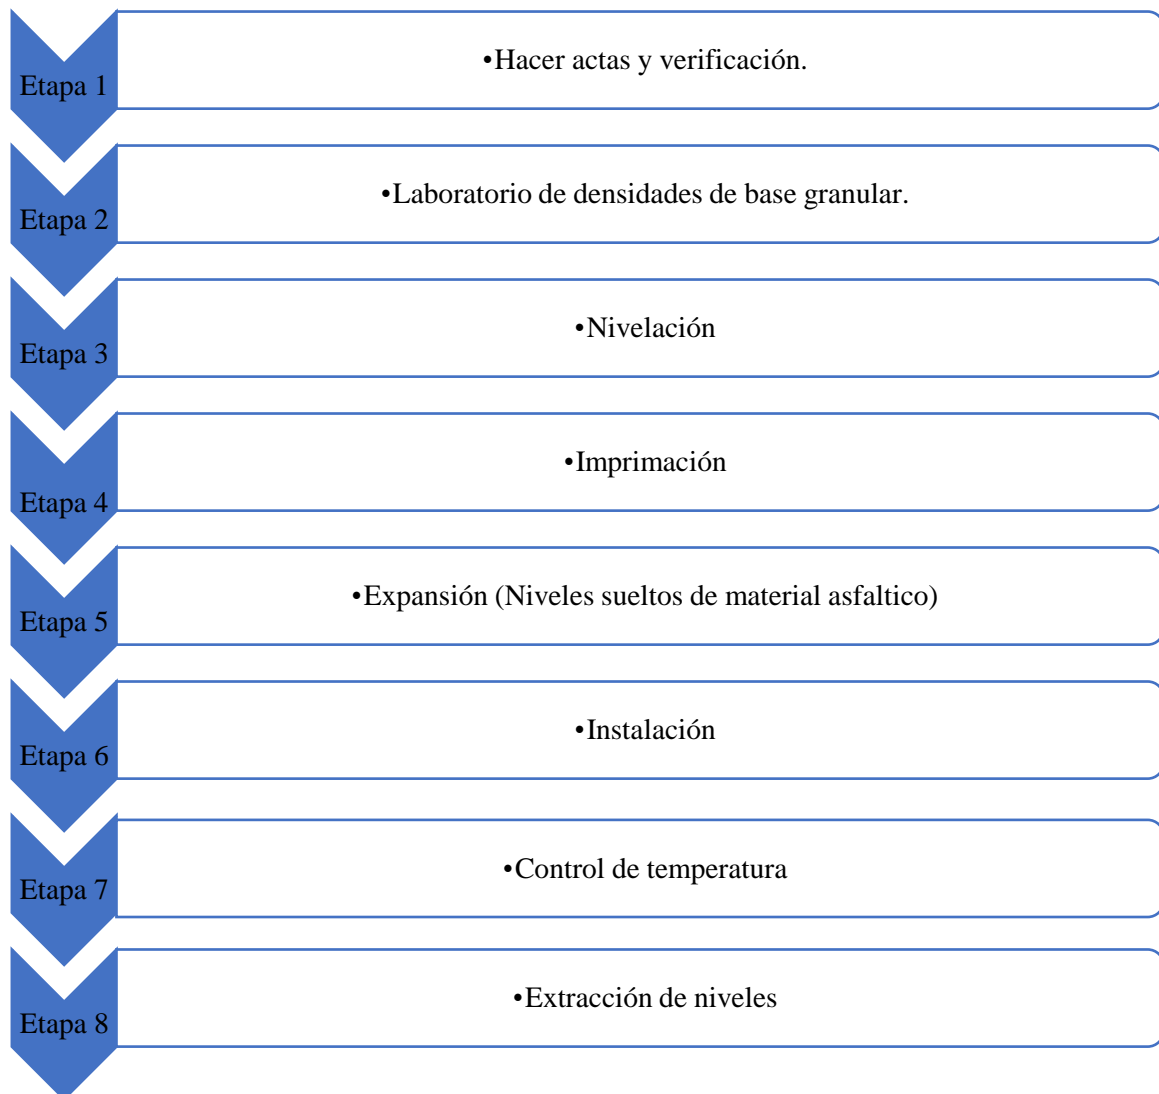 Etapa 1
•Hacer actas y verificación.
Etapa 2
•Laboratorio de densidades de base granular.
Etapa 3
•Nivelación
Etapa 4
•Imprimación
Etapa 5
•Expansión (Niveles sueltos de material asfaltico)
Etapa 6
•Instalación
Etapa 7
•Control de temperatura
Etapa 8
•Extracción de niveles